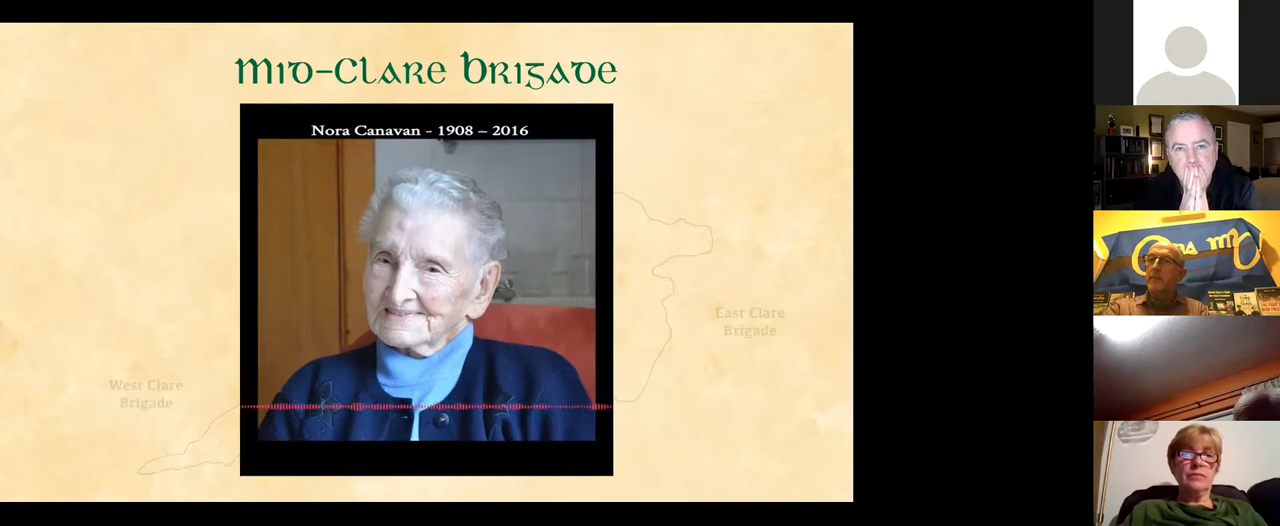 Mid-Clare Brigade
Nora Canavan - 1908 – 2016
East Clare
Brigade
West Clare
Brigade